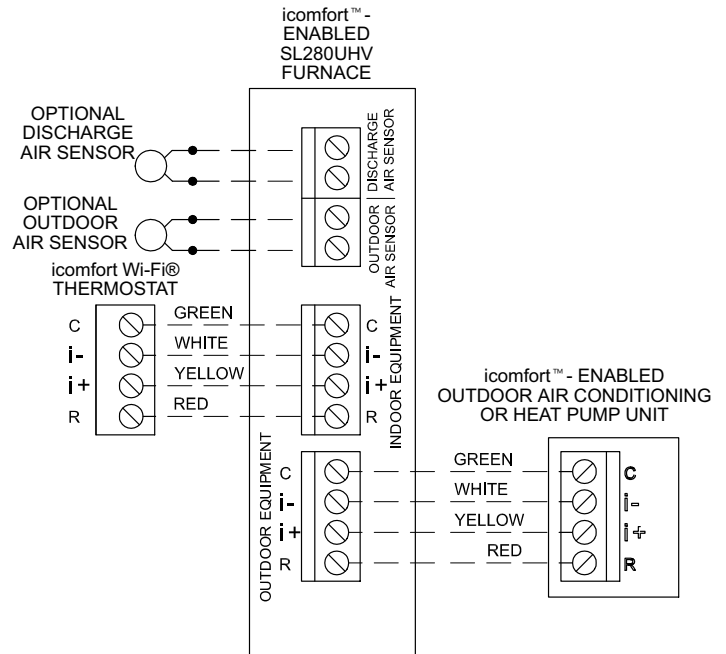 icomfort™-
ENABLED
SL280UHV
FURNACE
OPTIONAL
DISCHARGE
AIR SENSOR
DISCHARGE
AIR SENSOR
OPTIONAL
OUTDOOR
AIR SENSOR
OUTDOOR
AIR SENSOR
icomfort Wi-Fi®
THERMOSTAT
C GREEN C
i- WHITE i-
i+ YELLOW i+
R RED R
INDOOR EQUIPMENT
icomfort™- ENABLED
OUTDOOR AIR CONDITIONING
OR HEAT PUMP UNIT
OUTDOOR EQUIPMENT
C GREEN C
i- WHITE i-
i+ YELLOW i+
R RED R